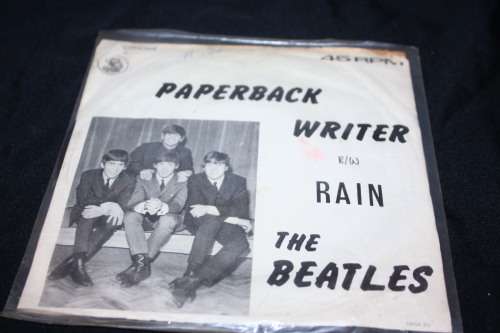 45 RPM
PAPERBACK
WRITER
B/W
RAIN
THE
BEATLES